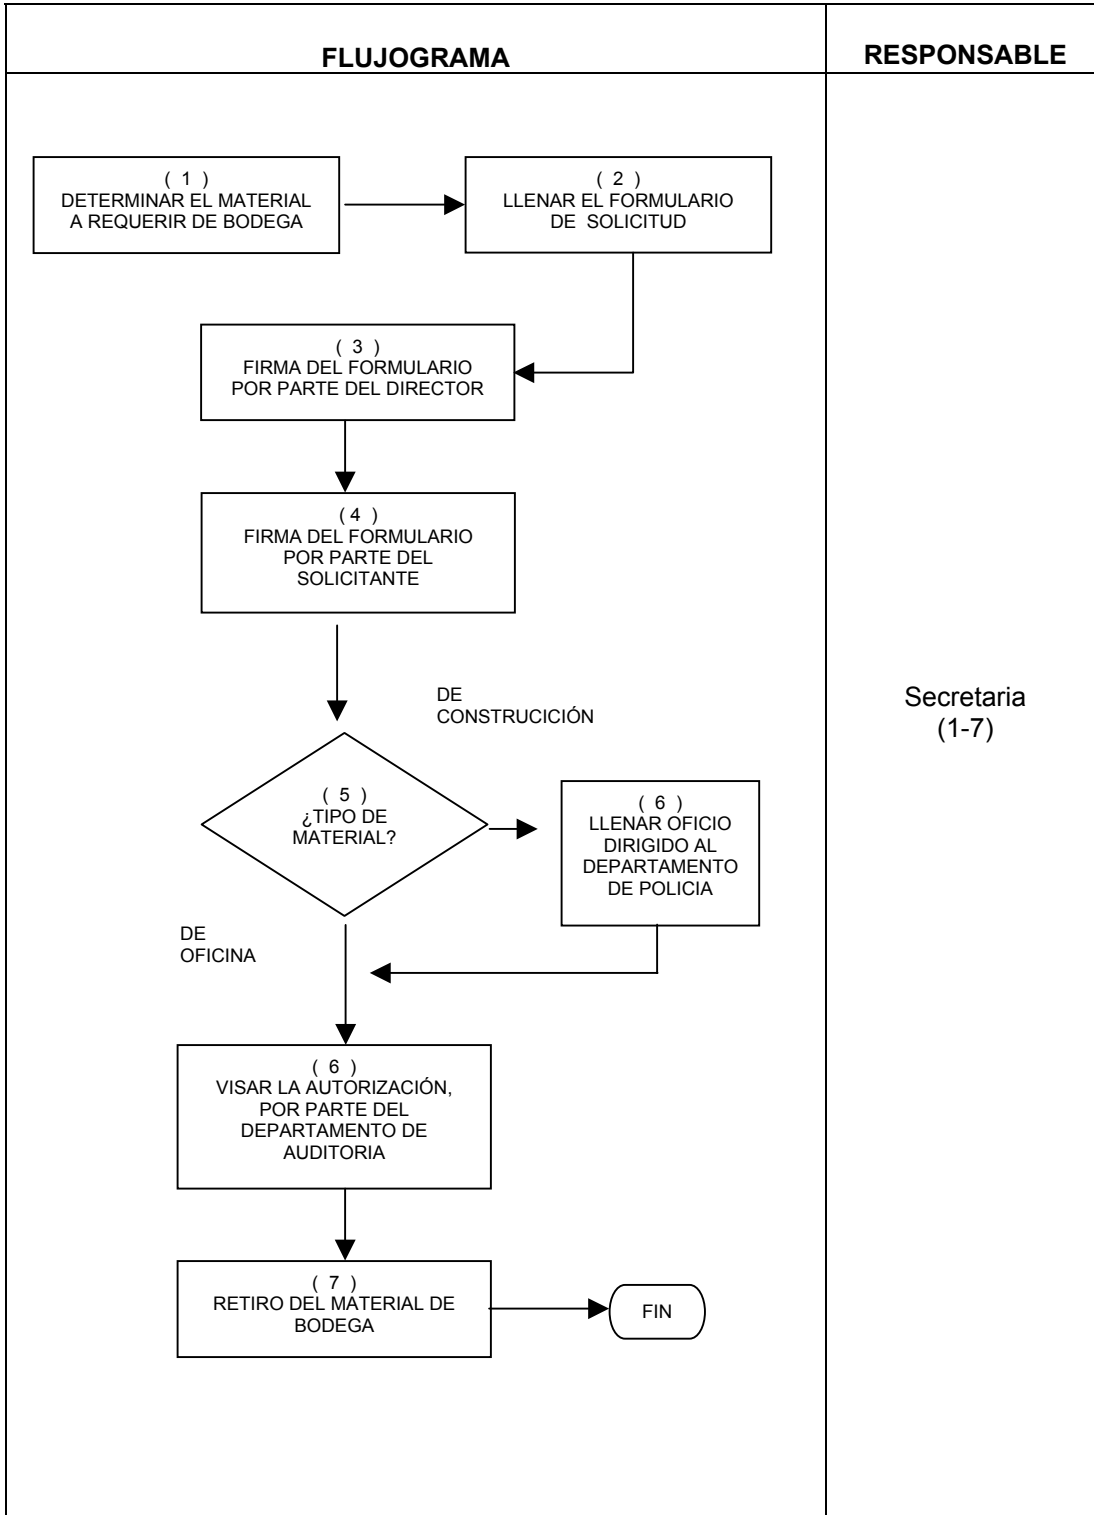 FLUJOGRAMA
RESPONSABLE
( 1 )
DETERMINAR EL MATERIAL
A REQUERIR DE BODEGA
( 2 )
LLENAR EL FORMULARIO
DE SOLICITUD
( 3 )
FIRMA DEL FORMULARIO
POR PARTE DEL DIRECTOR
( 4 )
FIRMA DEL FORMULARIO
POR PARTE DEL
SOLICITANTE
DE
CONSTRUCICIÓN
Secretaria
(1-7)
( 5 )
¿TIPO DE
MATERIAL?
( 6 )
LLENAR OFICIO
DIRIGIDO AL
DEPARTAMENTO
DE POLICIA
DE
OFICINA
( 6 )
VISAR LA AUTORIZACIÓN,
POR PARTE DEL
DEPARTAMENTO DE
AUDITORIA
( 7 )
RETIRO DEL MATERIAL DE
BODEGA
FIN